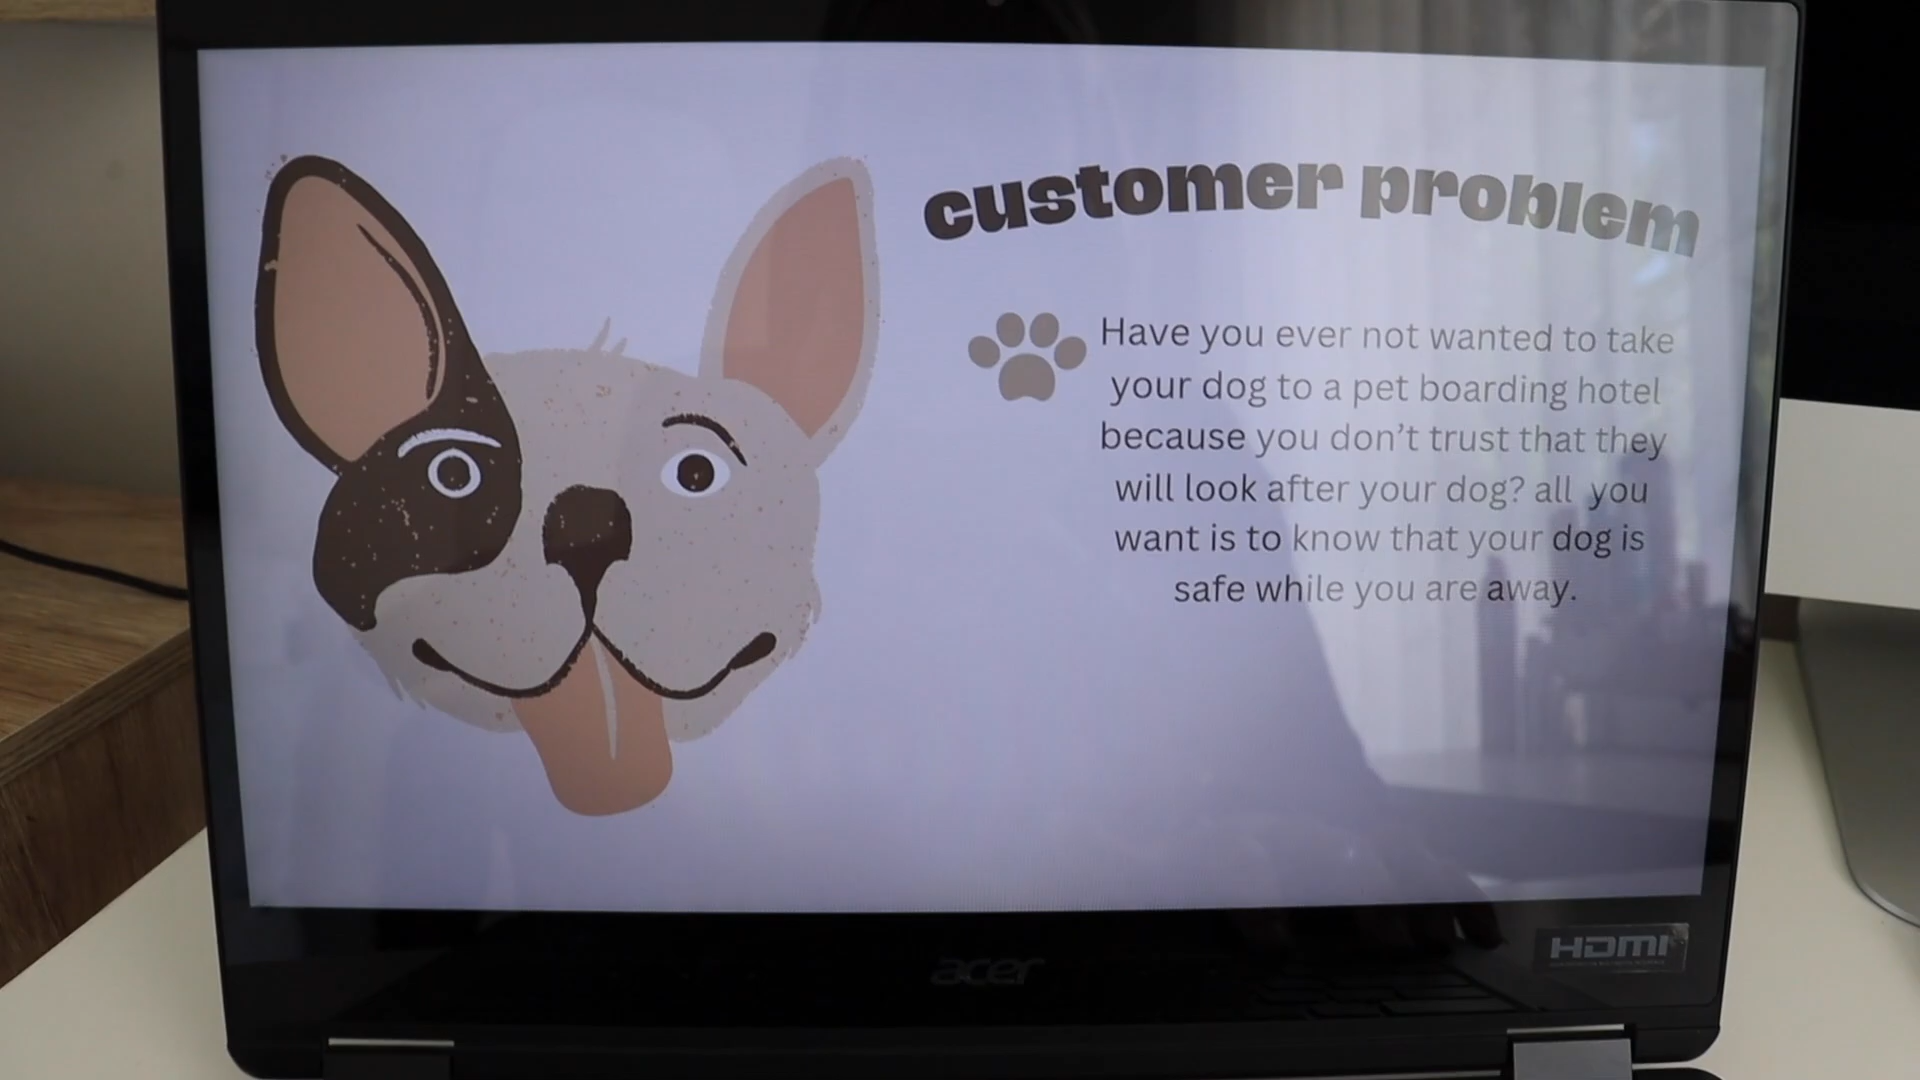 customer problem
Have you ever not wanted to take
your dog to a pet boarding hotel
because you don’t trust that they
will look after your dog? all you
want is to know that your dog is
safe while you are away.
acer
HDMI